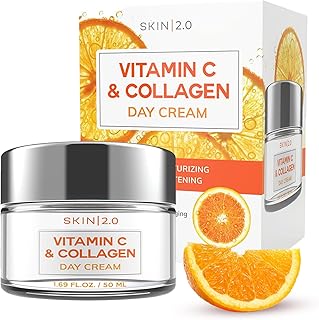 SKIN|2.0
VITAMIN C
& COLLAGEN
DAY CREAM
SKIN|2.0
VITAMIN C
& COLLAGEN
DAY CREAM
1.69 FL.OZ. / 50 ML